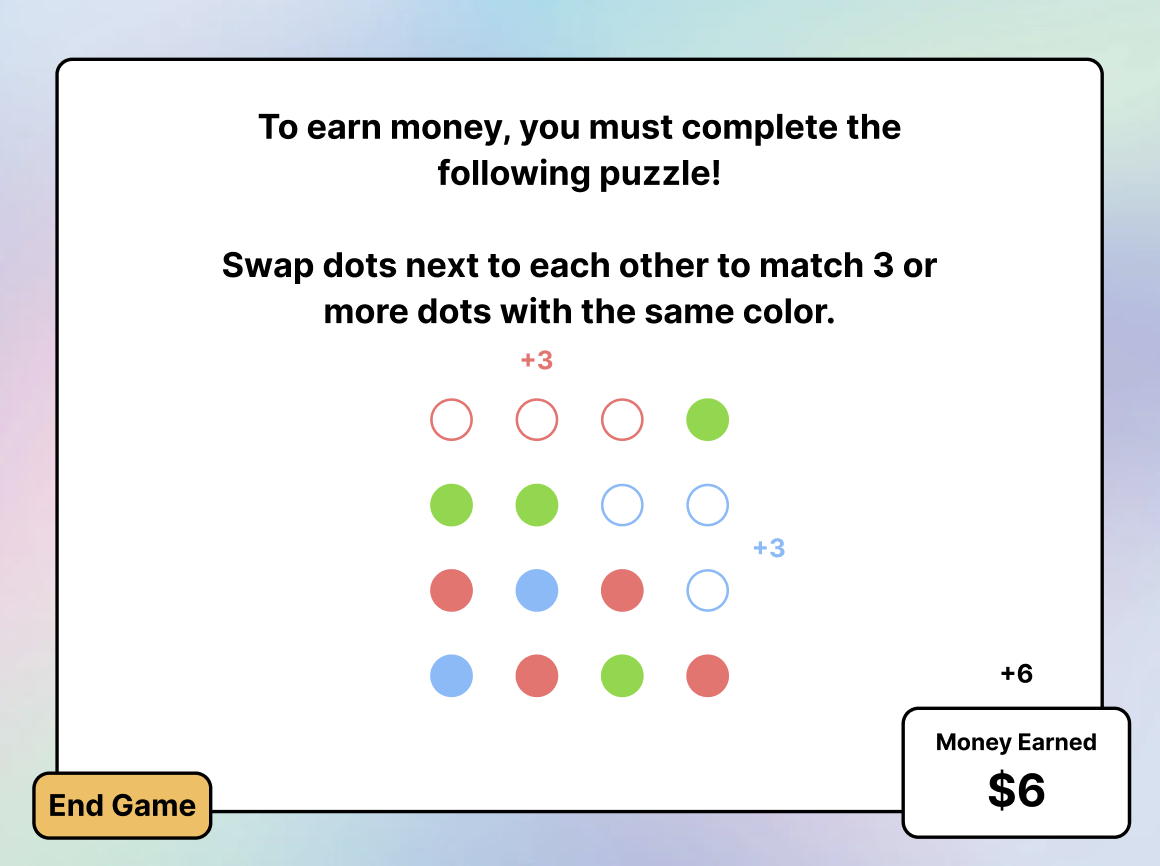 To earn money, you must complete the
following puzzle!
Swap dots next to each other to match 3 or
more dots with the same color.
+3
+3
+6
Money Earned
$6
End Game